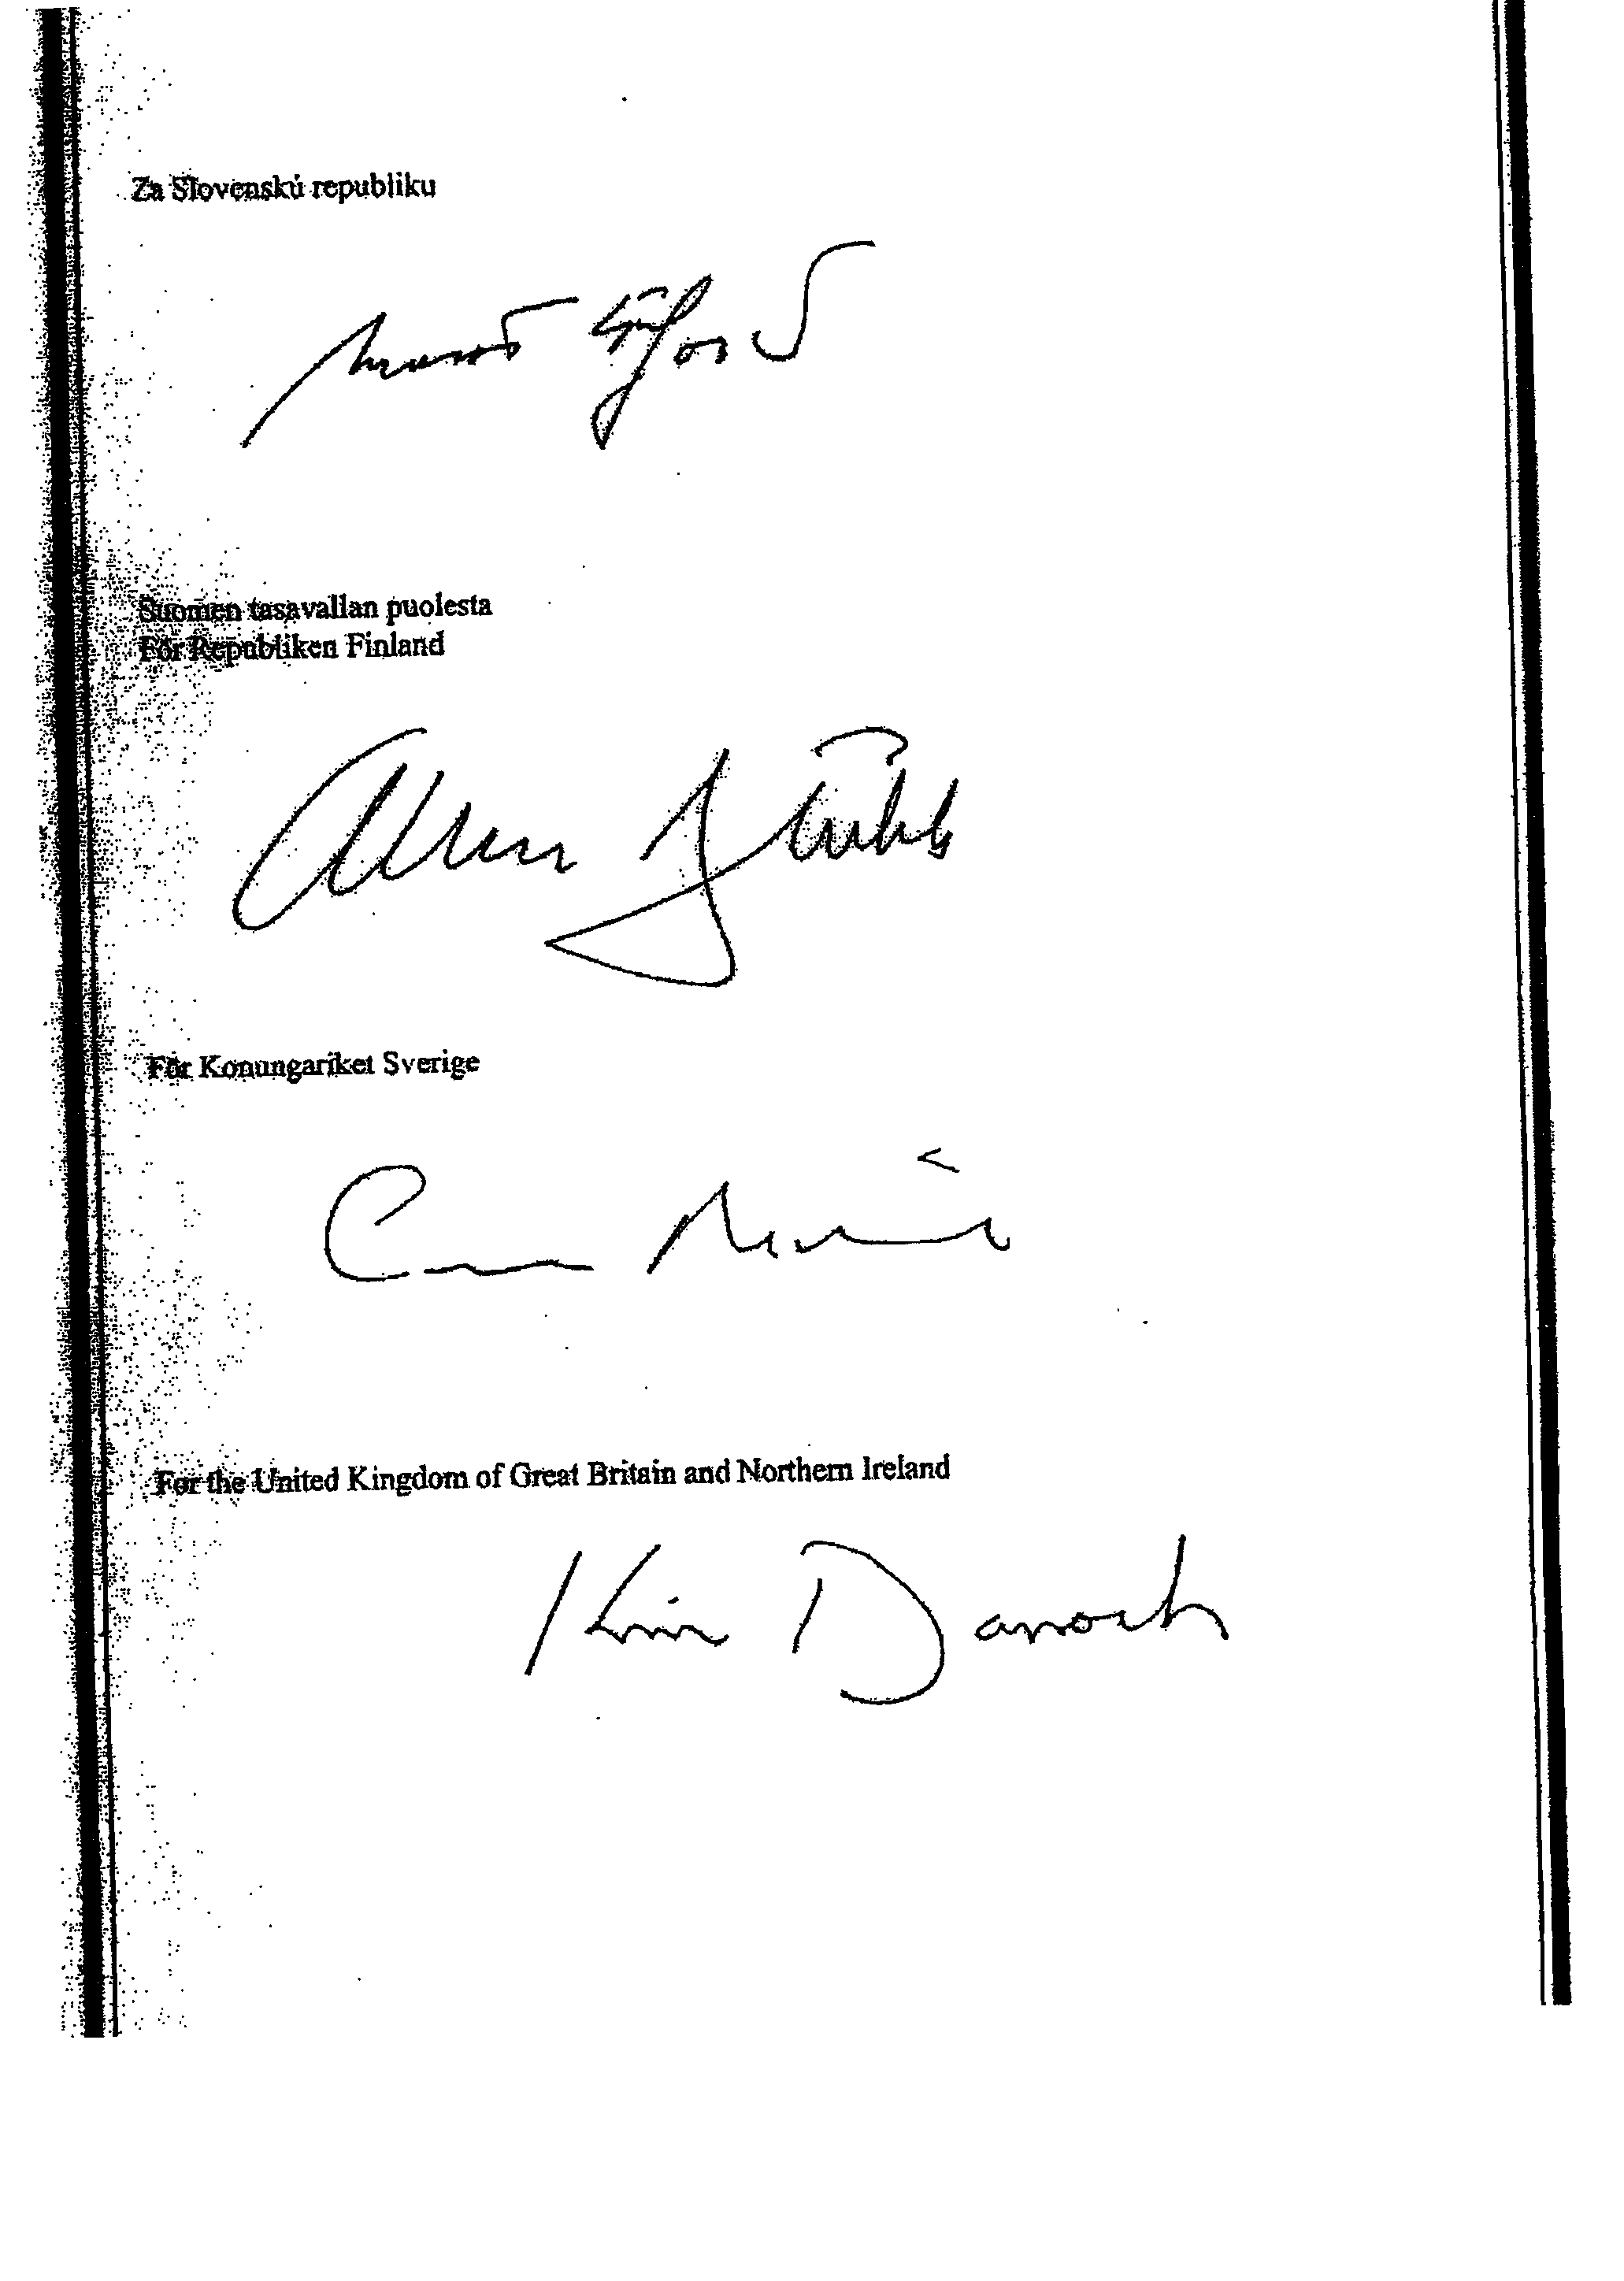 Za Slovenskú republiku
Suomen tasavallan puolesta
För Republiken Finland
För Konungariket Sverige
For the United Kingdom of Great Britain and Northern Ireland
Kim Darroch